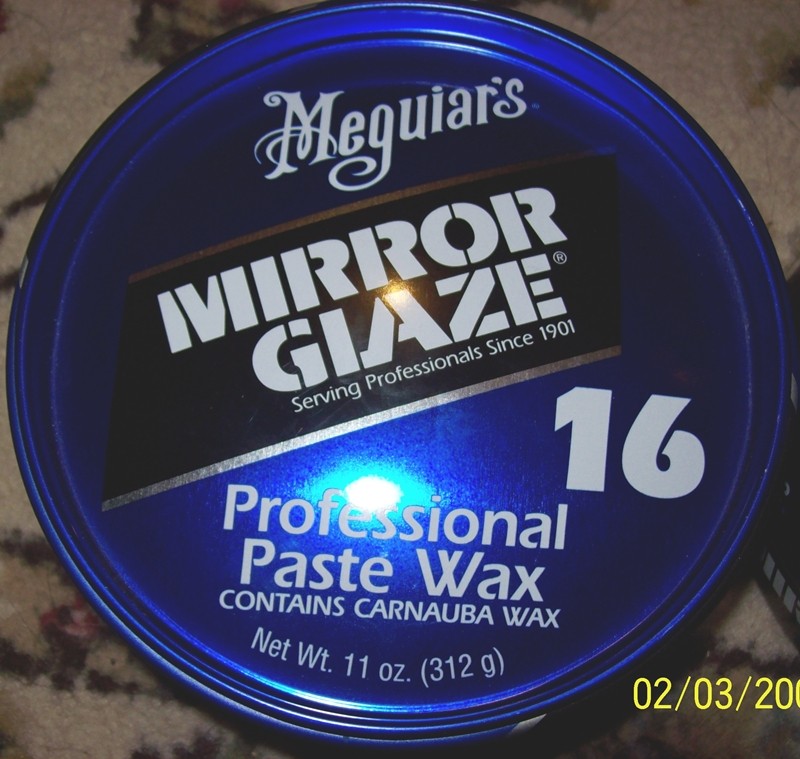 Meguiar's
MIRROR
GLAZE®
Serving Professionals Since 1901
16
Professional
Paste Wax
CONTAINS CARNAUBA WAX
Net Wt. 11 oz. (312 g)
02/03/200